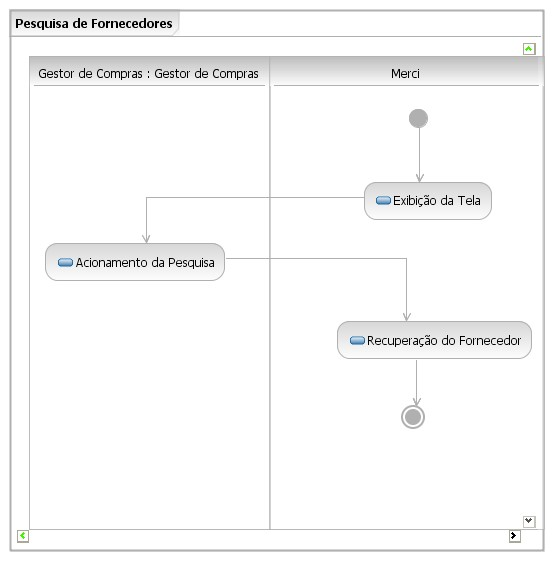 Pesquisa de Fornecedores
Gestor de Compras : Gestor de Compras
Merci
Exibição da Tela
Acionamento da Pesquisa
Recuperação do Fornecedor